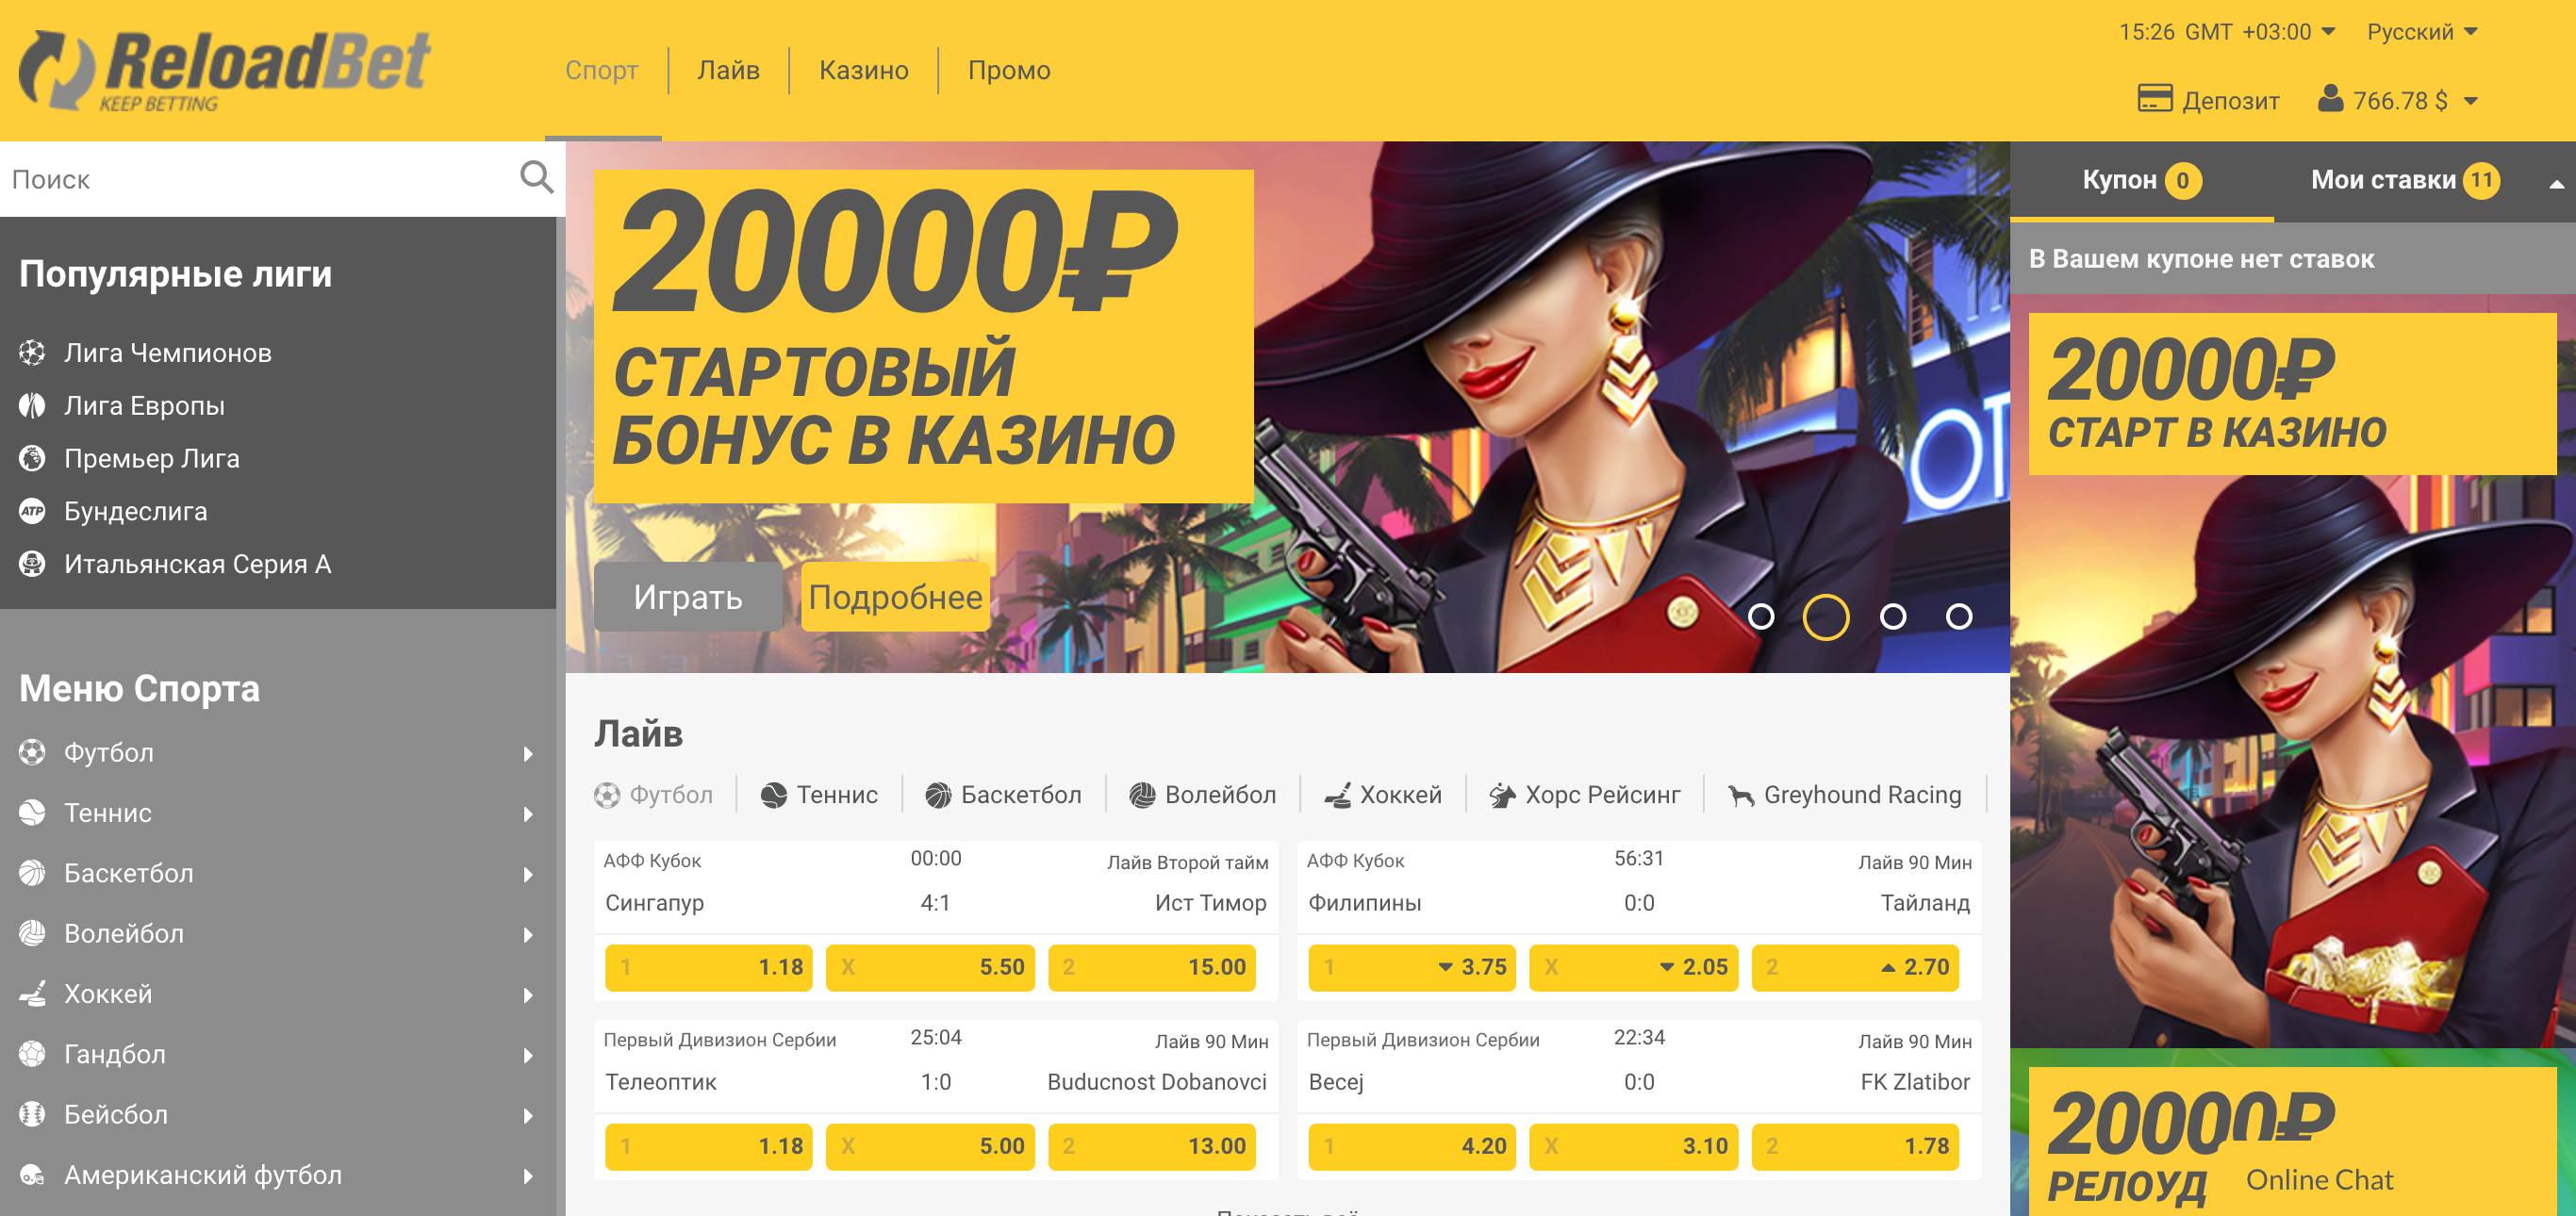 ReloadBet
KEEP BETTING
Спорт
Лайв
Казино
Промо
15:26 GMT +03:00
Русский
Депозит
766.78 $
Поиск
Популярные лиги
Лига Чемпионов
Лига Европы
Премьер Лига
ATP
Бундеслига
Итальянская Серия А
Меню Спорта
Футбол
Теннис
Баскетбол
Волейбол
Хоккей
Гандбол
Бейсбол
Американский футбол
20000₽
СТАРТОВЫЙ
БОНУС В КАЗИНО
Играть
Подробнее
OT
Лайв
Футбол
Теннис
Баскетбол
Волейбол
Хоккей
Хорс Рейсинг
Greyhound Racing
АФФ Кубок 00:00 Лайв Второй тайм
Сингапур 4:1 Ист Тимор
1 1.18 X 5.50 2 15.00
АФФ Кубок 56:31 Лайв 90 Мин
Филипины 0:0 Тайланд
1 3.75 X 2.05 2 2.70
Первый Дивизион Сербии 25:04 Лайв 90 Мин
Телеоптик 1:0 Buducnost Dobanovci
1 1.18 X 5.00 2 13.00
Первый Дивизион Сербии 22:34 Лайв 90 Мин
Becej 0:0 FK Zlatibor
1 4.20 X 3.10 2 1.78
Купон 0
Мои ставки 11
В Вашем купоне нет ставок
20000₽
СТАРТ В КАЗИНО
20000₽
РЕЛОУД
Online Chat